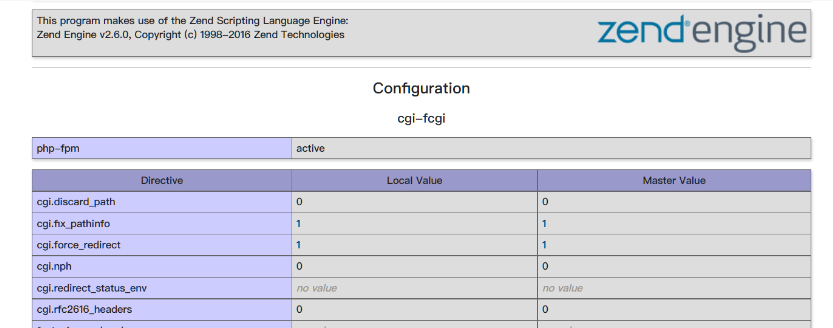 This program makes use of the Zend Scripting Language Engine:
Zend Engine v2.6.0, Copyright (c) 1998-2016 Zend Technologies
zend engine
Configuration
cgi-fcgi
php-fpm active
Directive Local Value Master Value
cgi.discard_path 0 0
cgi.fix_pathinfo 1 1
cgi.force_redirect 1 1
cgi.nph 0 0
cgi.redirect_status_env no value no value
cgi.rfc2616_headers 0 0